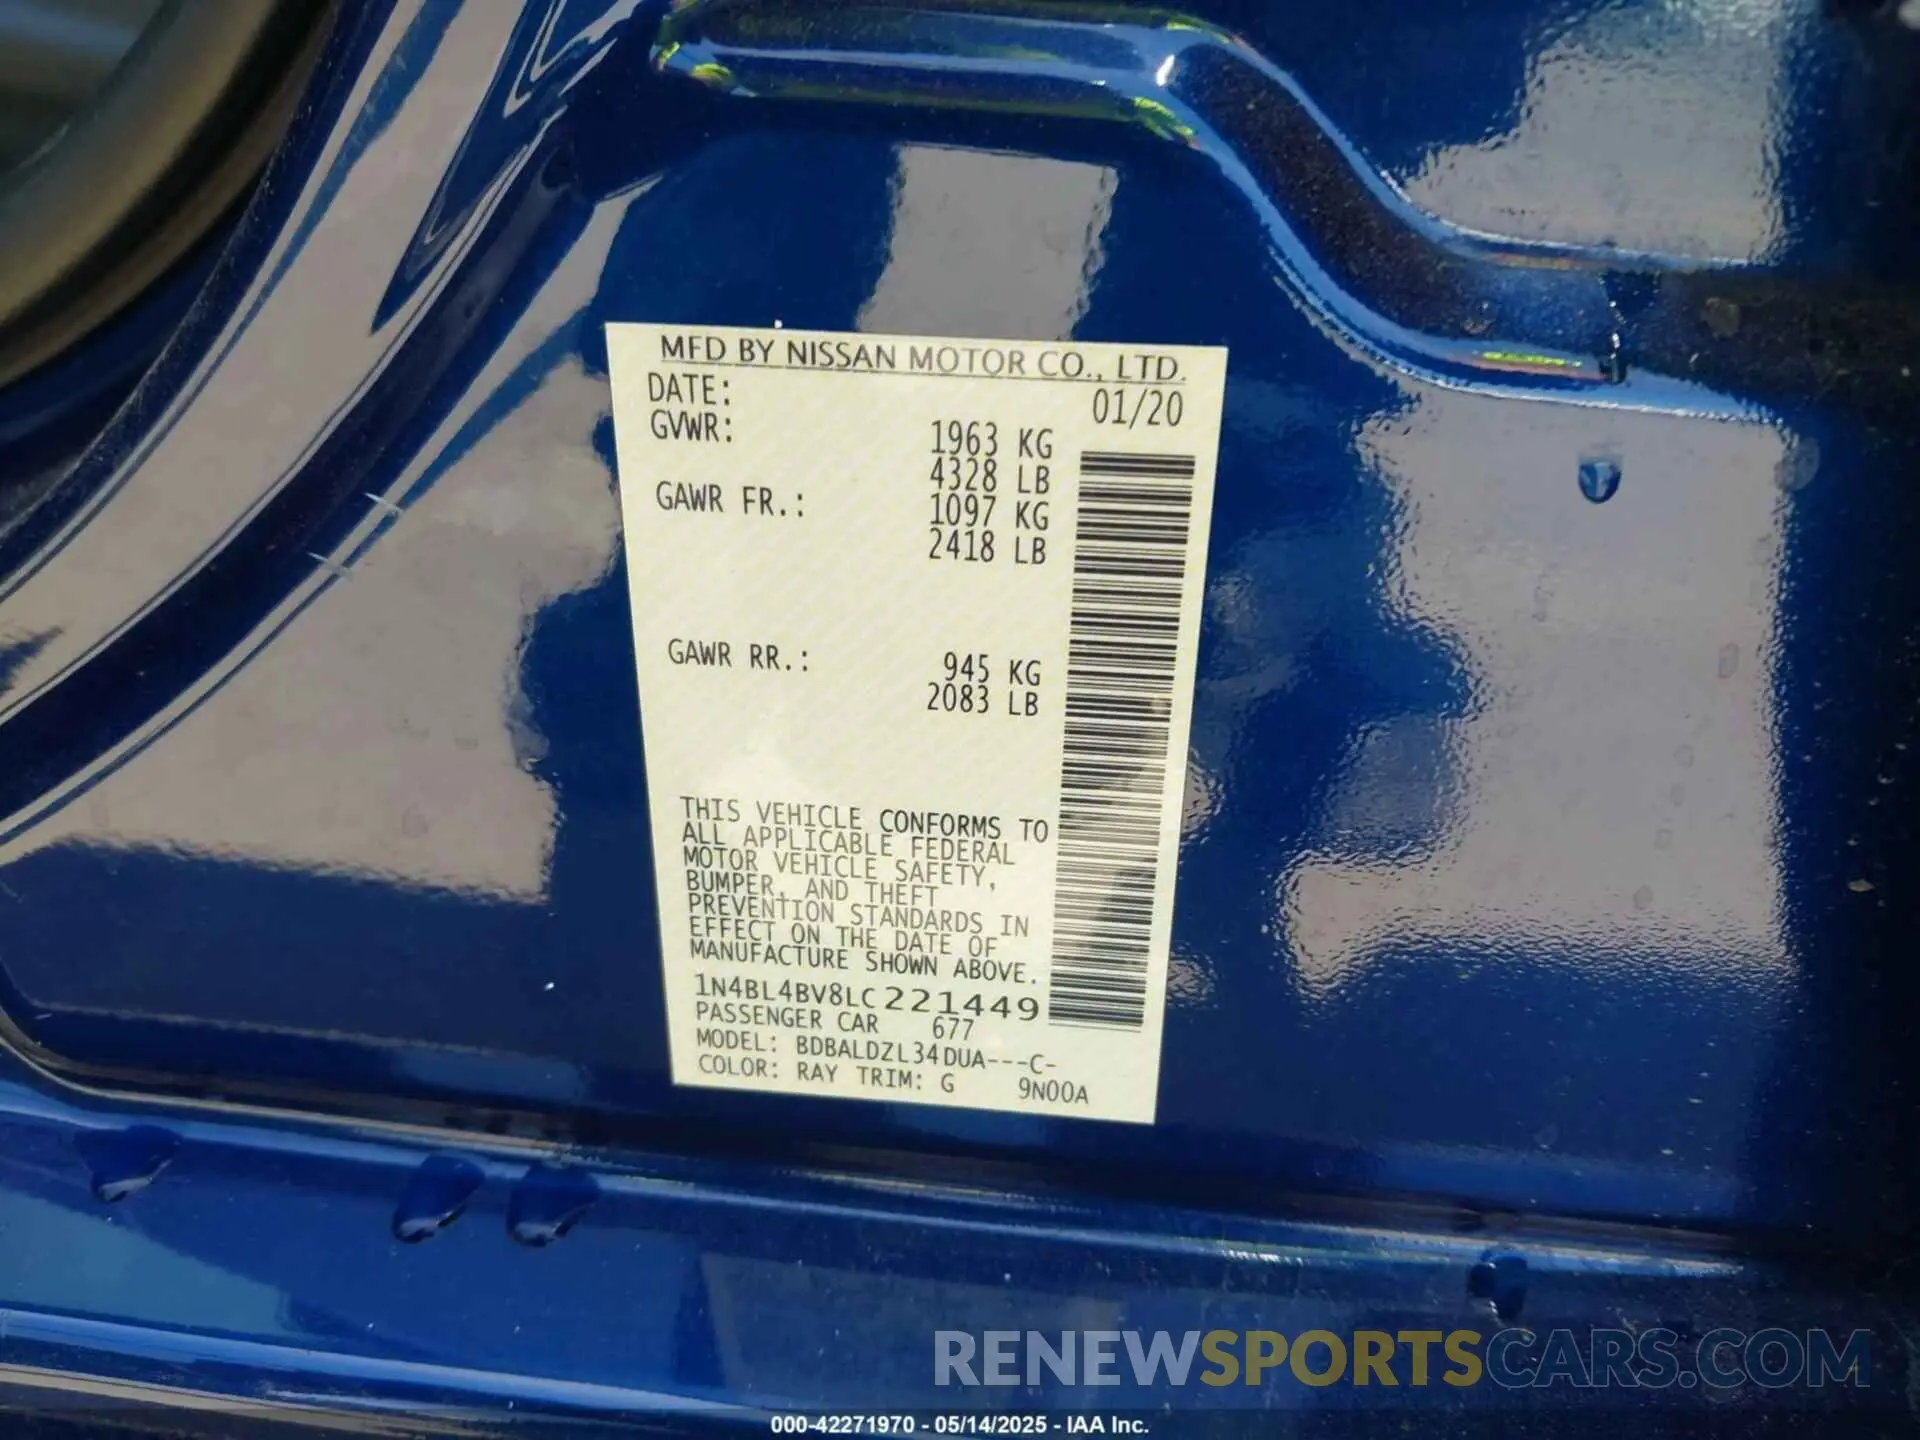 MFD BY NISSAN MOTOR CO., LTD.
DATE: 01/20
GVWR: 1963 KG
4328 LB
GAWR FR.: 1097 KG
2418 LB
GAWR RR.: 945 KG
2083 LB
THIS VEHICLE CONFORMS TO
ALL APPLICABLE FEDERAL
MOTOR VEHICLE SAFETY,
BUMPER, AND THEFT
PREVENTION STANDARDS IN
EFFECT ON THE DATE OF
MANUFACTURE SHOWN ABOVE.
1N4BL4BV8LC221449
PASSENGER CAR 677
MODEL: BDBALDZL34DUA---C-
COLOR: RAY TRIM: G 9N00A
RENEWSPORTSCARS.COM
000-42271970 - 05/14/2025 - IAA Inc.